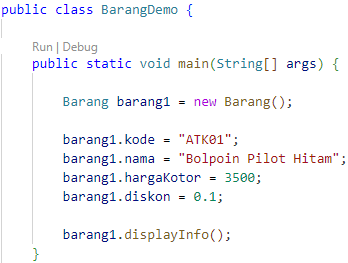 public class BarangDemo {
Run | Debug
public static void main(String[] args) {
Barang barang1 = new Barang();
barang1.kode = "ATK01";
barang1.nama = "Bolpoin Pilot Hitam";
barang1.hargaKotor = 3500;
barang1.diskon = 0.1;
barang1.displayInfo();
}